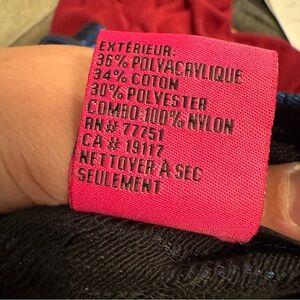 EXTÉRIEUR:
36% POLYACRYLIQUE
34% COTON
30% POLYESTER
COMBO:100% NYLON
RN# 77751
CA # 19117
NETTOYER À SEC
SEULEMENT